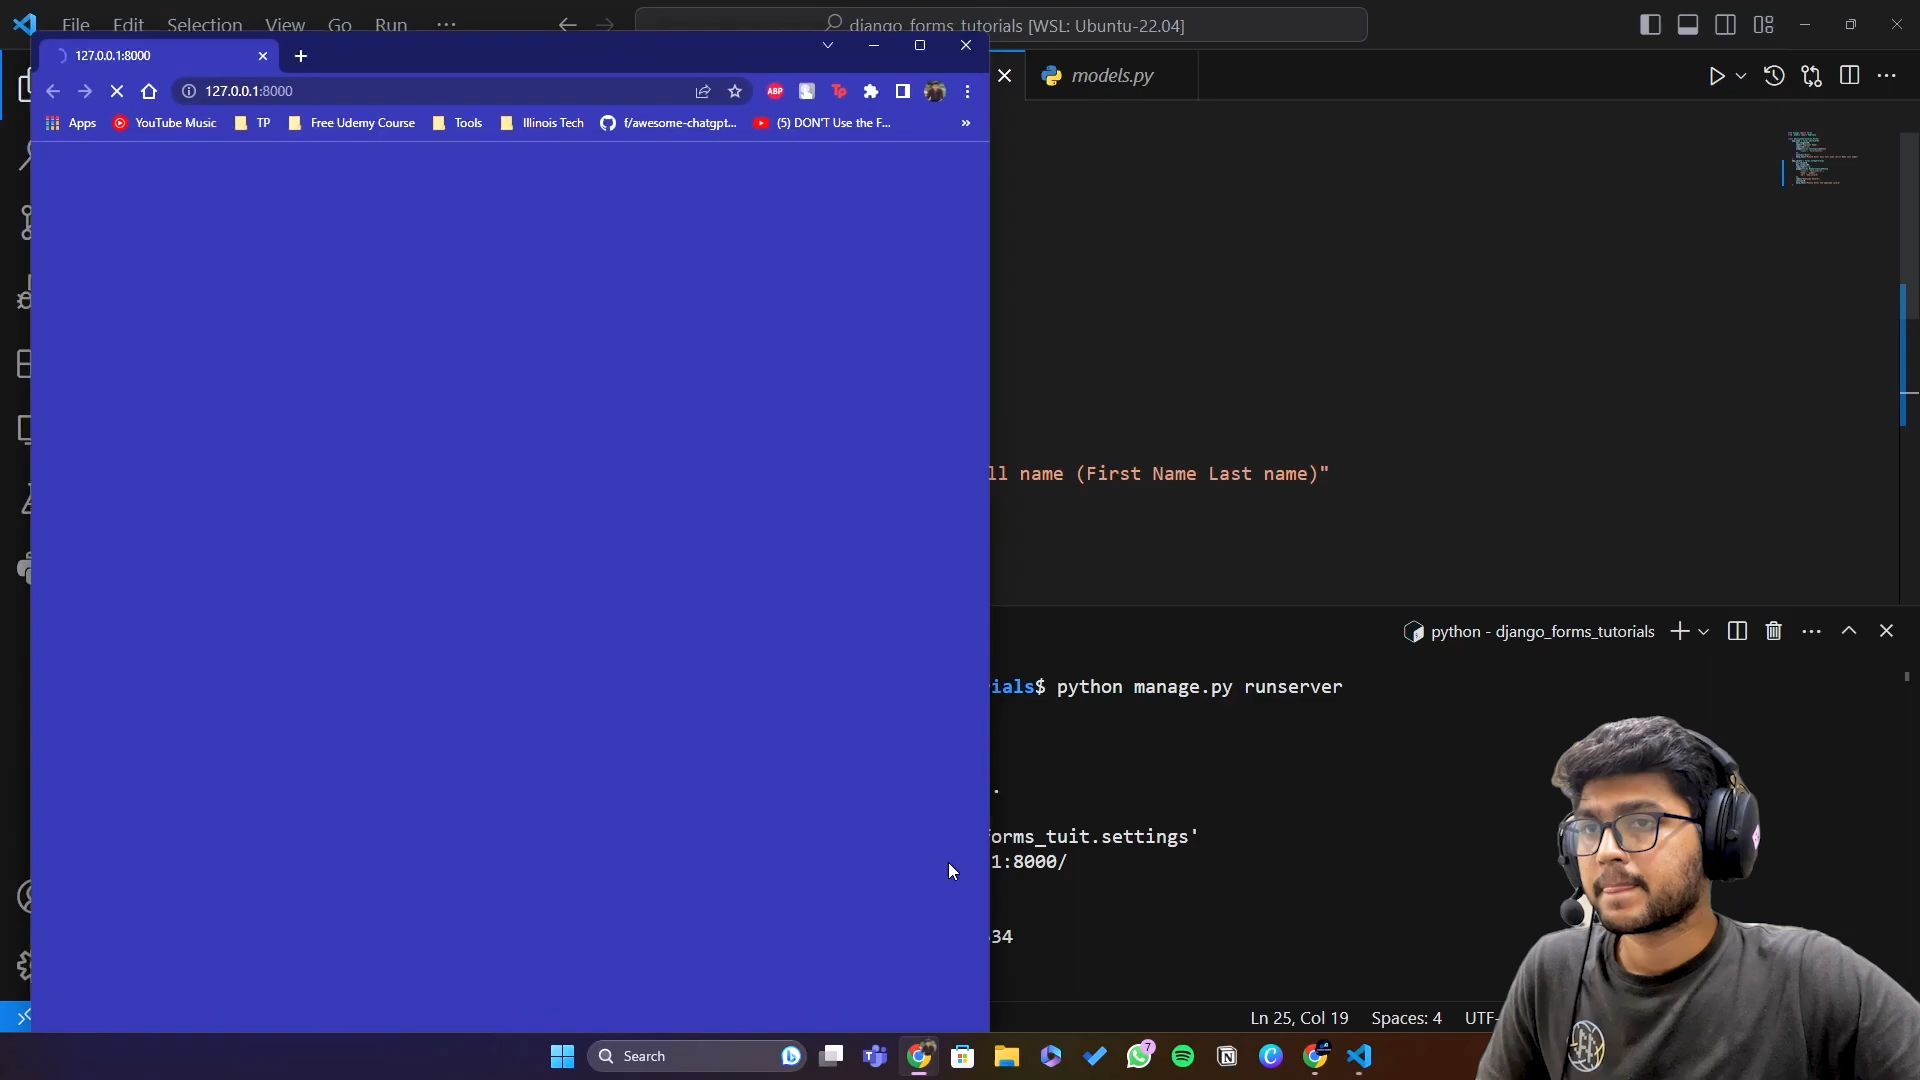 File Edit Selection View Go Run ···
django_forms_tutorials [WSL: Ubuntu-22.04]
127.0.0.1:8000
models.py
127.0.0.1:8000
ABP
Tp
Apps
YouTube Music
TP
Free Udemy Course
Tools
Illinois Tech
f/awesome-chatgpt...
(5) DON'T Use the F...
»
ll name (First Name Last name)"
python - django_forms_tutorials
ials$ python manage.py runserver
.
orms_tuit.settings'
1:8000/
34
Ln 25, Col 19
Spaces: 4
UTF-
Search
7